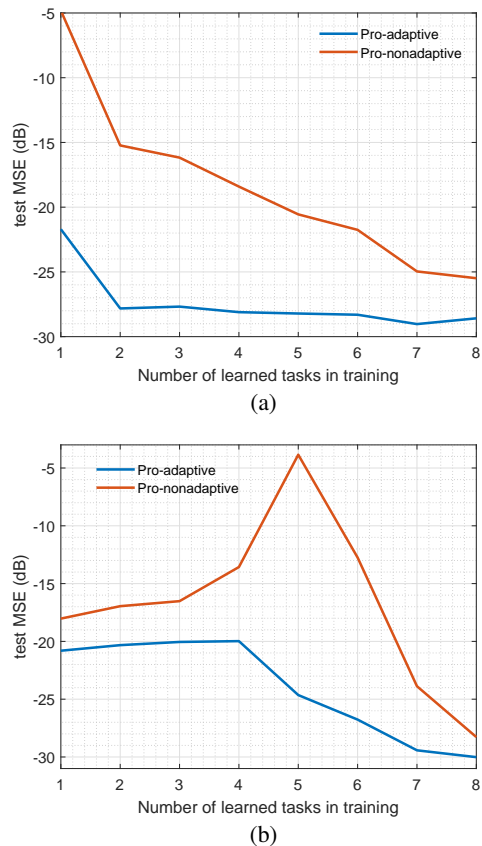 -5
-10
-15
-20
-25
-30
test MSE (dB)
Pro-adaptive
Pro-nonadaptive
1 2 3 4 5 6 7 8
Number of learned tasks in training
(a)
-5
-10
-15
-20
-25
-30
test MSE (dB)
Pro-adaptive
Pro-nonadaptive
1 2 3 4 5 6 7 8
Number of learned tasks in training
(b)